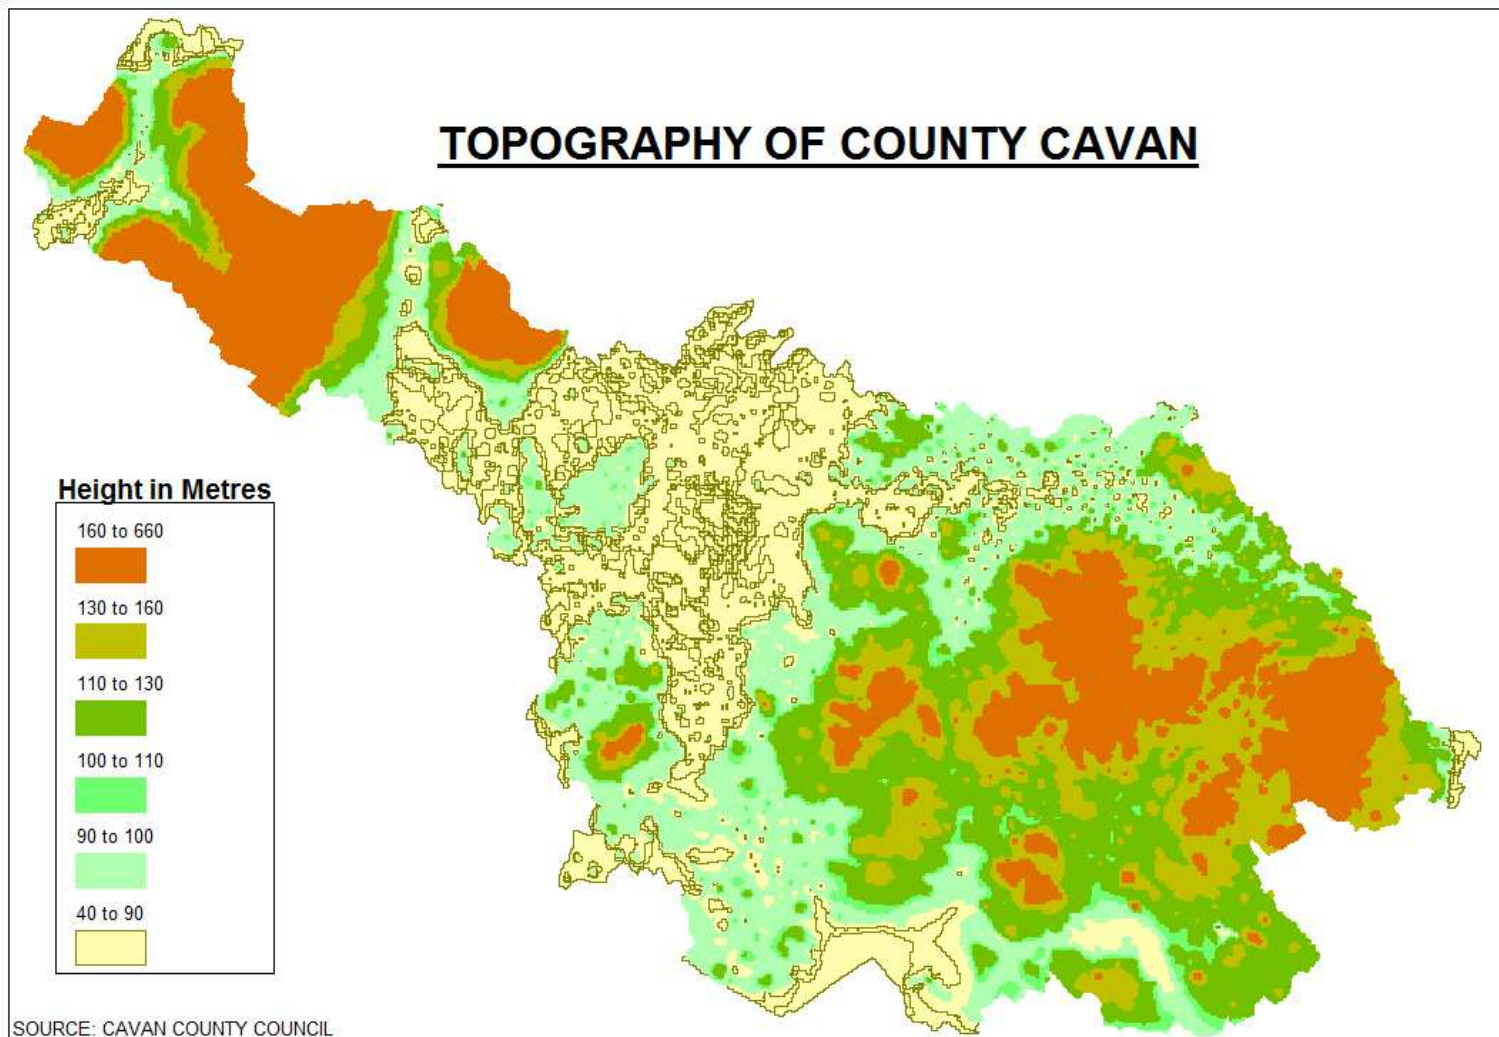 TOPOGRAPHY OF COUNTY CAVAN
Height in Metres
160 to 660
130 to 160
110 to 130
100 to 110
90 to 100
40 to 90
SOURCE: CAVAN COUNTY COUNCIL